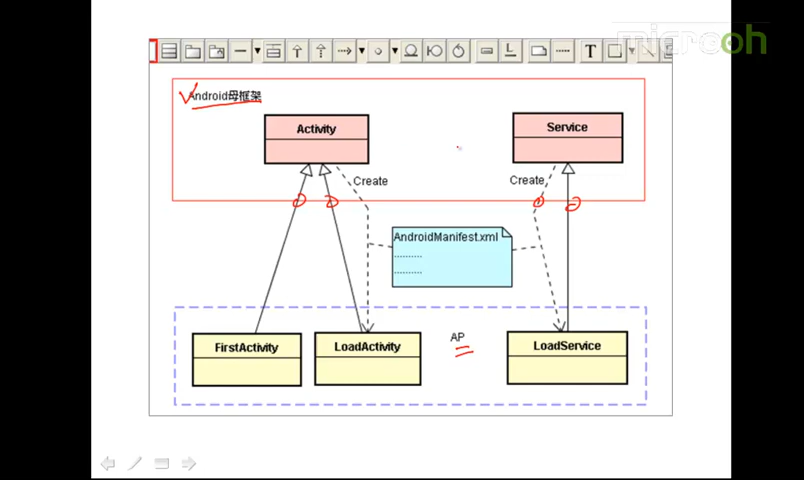 microoh
T
Android母框架
Activity
Service
Create
Create
AndroidManifest.xml
..........
..........
FirstActivity
LoadActivity
AP
LoadService